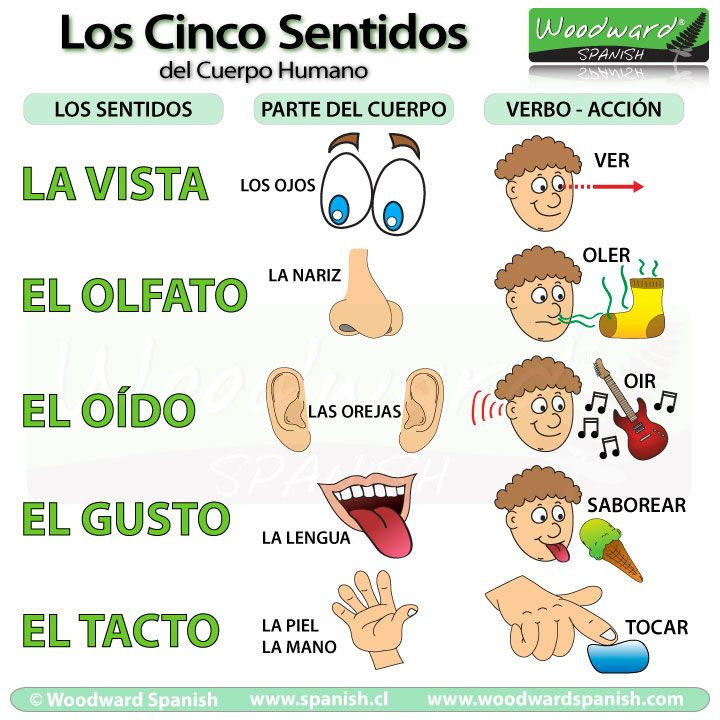 Los Cinco Sentidos
del Cuerpo Humano
Woodward®
SPANISH
LOS SENTIDOS
PARTE DEL CUERPO
VERBO - ACCIÓN
LA VISTA
LOS OJOS
VER
EL OLFATO
LA NARIZ
OLER
EL OÍDO
LAS OREJAS
OIR
EL GUSTO
LA LENGUA
SABOREAR
EL TACTO
LA PIEL
LA MANO
TOCAR
Woodward®
SPANISH
© Woodward Spanish
www.spanish.cl
www.woodwardspanish.com